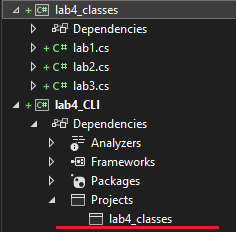 lab4_classes
Dependencies
C# lab1.cs
C# lab2.cs
C# lab3.cs
C# lab4_CLI
Dependencies
Analyzers
Frameworks
Packages
Projects
lab4_classes